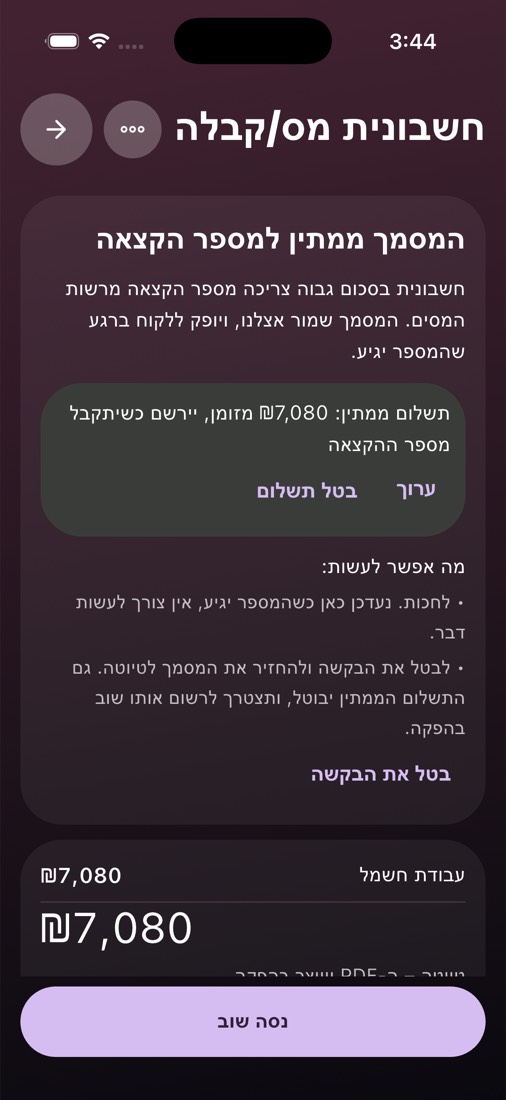 3:44
חשבונית מס/קבלה
המסמך ממתין למספר הקצאה
חשבונית בסכום גבוה צריכה מספר הקצאה מרשות
המסים. המסמך שמור אצלנו, ויופק ללקוח ברגע
שהמספר יגיע.
תשלום ממתין: ₪7,080 מזומן, יירשם כשיתקבל
מספר ההקצאה
ערוך
בטל תשלום
מה אפשר לעשות:
• לחכות. נעדכן כאן כשהמספר יגיע, אין צורך לעשות
דבר.
• לבטל את הבקשה ולהחזיר את המסמך לטיוטה. גם
התשלום הממתין יבוטל, ותצטרך לרשום אותו שוב
בהפקה.
בטל את הבקשה
עבודת חשמל ₪7,080
₪7,080
נסה שוב